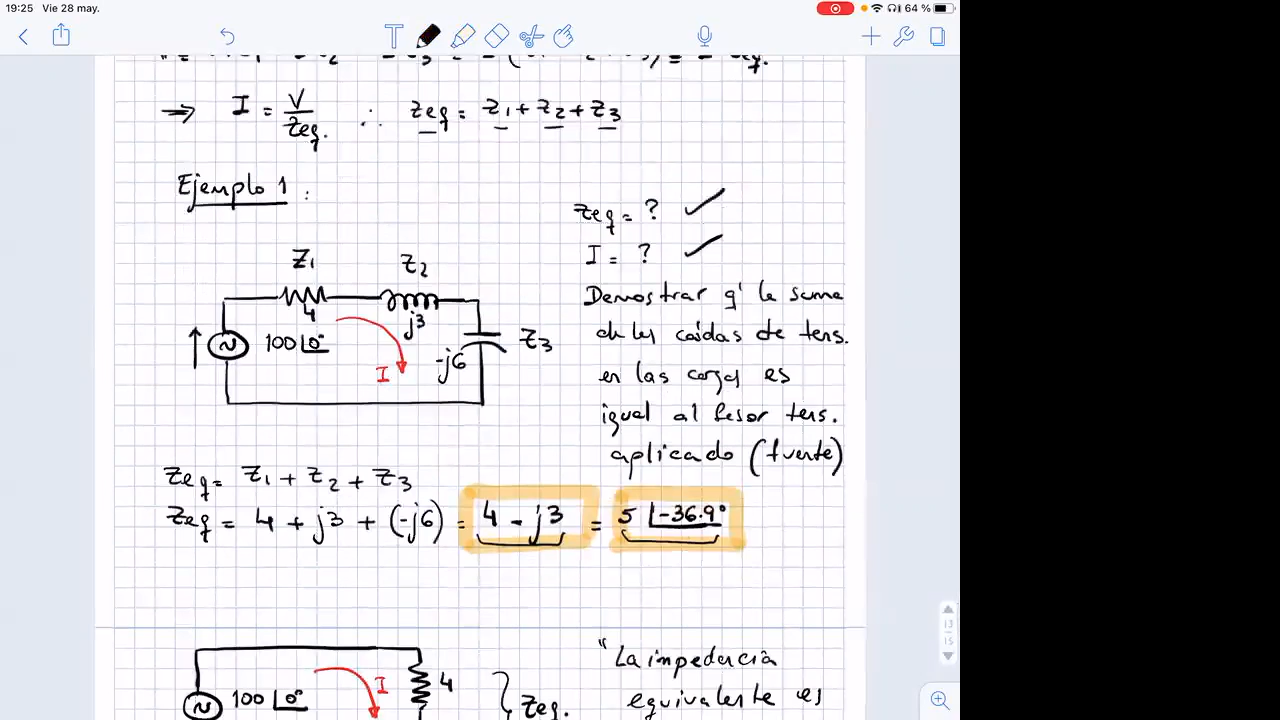 19:25 Vie 28 may.
64 %
T
13
15
⇒ I = V / Zeq. ∴ Zeq = Z1 + Z2 + Z3
Ejemplo 1 :
Z1
Z2
4
j3
100 ∠0°
I
-j6
Z3
Zeq = ? ✓
I = ? ✓
Demostrar q' la suma
de las caídas de tens.
en las cargas es
igual al fasor tens.
aplicado (fuente)
Zeq = Z1 + Z2 + Z3
Zeq = 4 + j3 + (-j6) = 4 - j3 = 5 ∠-36.9°
100 ∠0°
I
4
Zeq.
"La impedancia
equivalente es